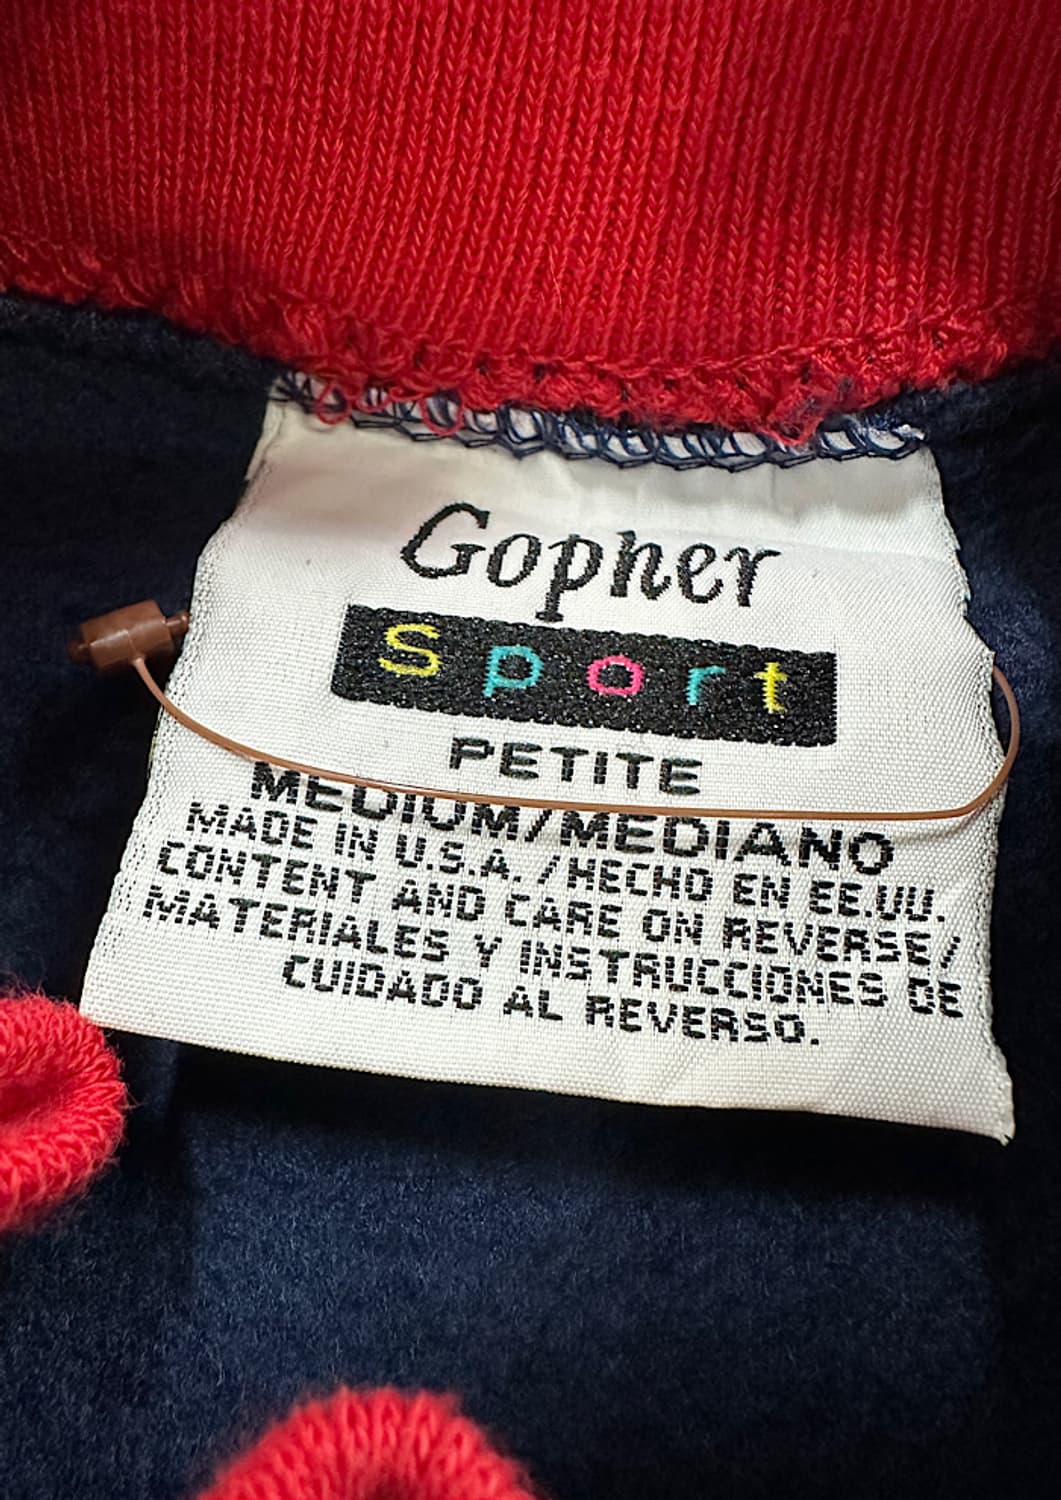 Gopher
Sport
PETITE
MEDIUM/MEDIANO
MADE IN U.S.A./HECHO EN EE.UU.
CONTENT AND CARE ON REVERSE/
MATERIALES Y INSTRUCCIONES DE
CUIDADO AL REVERSO.